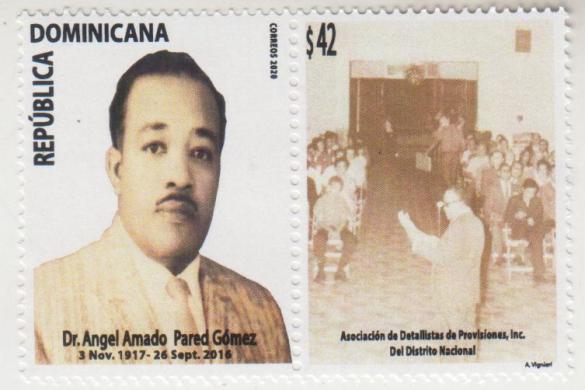 REPÚBLICA
DOMINICANA
CORREOS 2020
Dr. Angel Amado Pared Gómez
3 Nov. 1917- 26 Sept. 2016
$42
Asociación de Detallistas de Provisiones, Inc.
Del Distrito Nacional
A. Vignieri